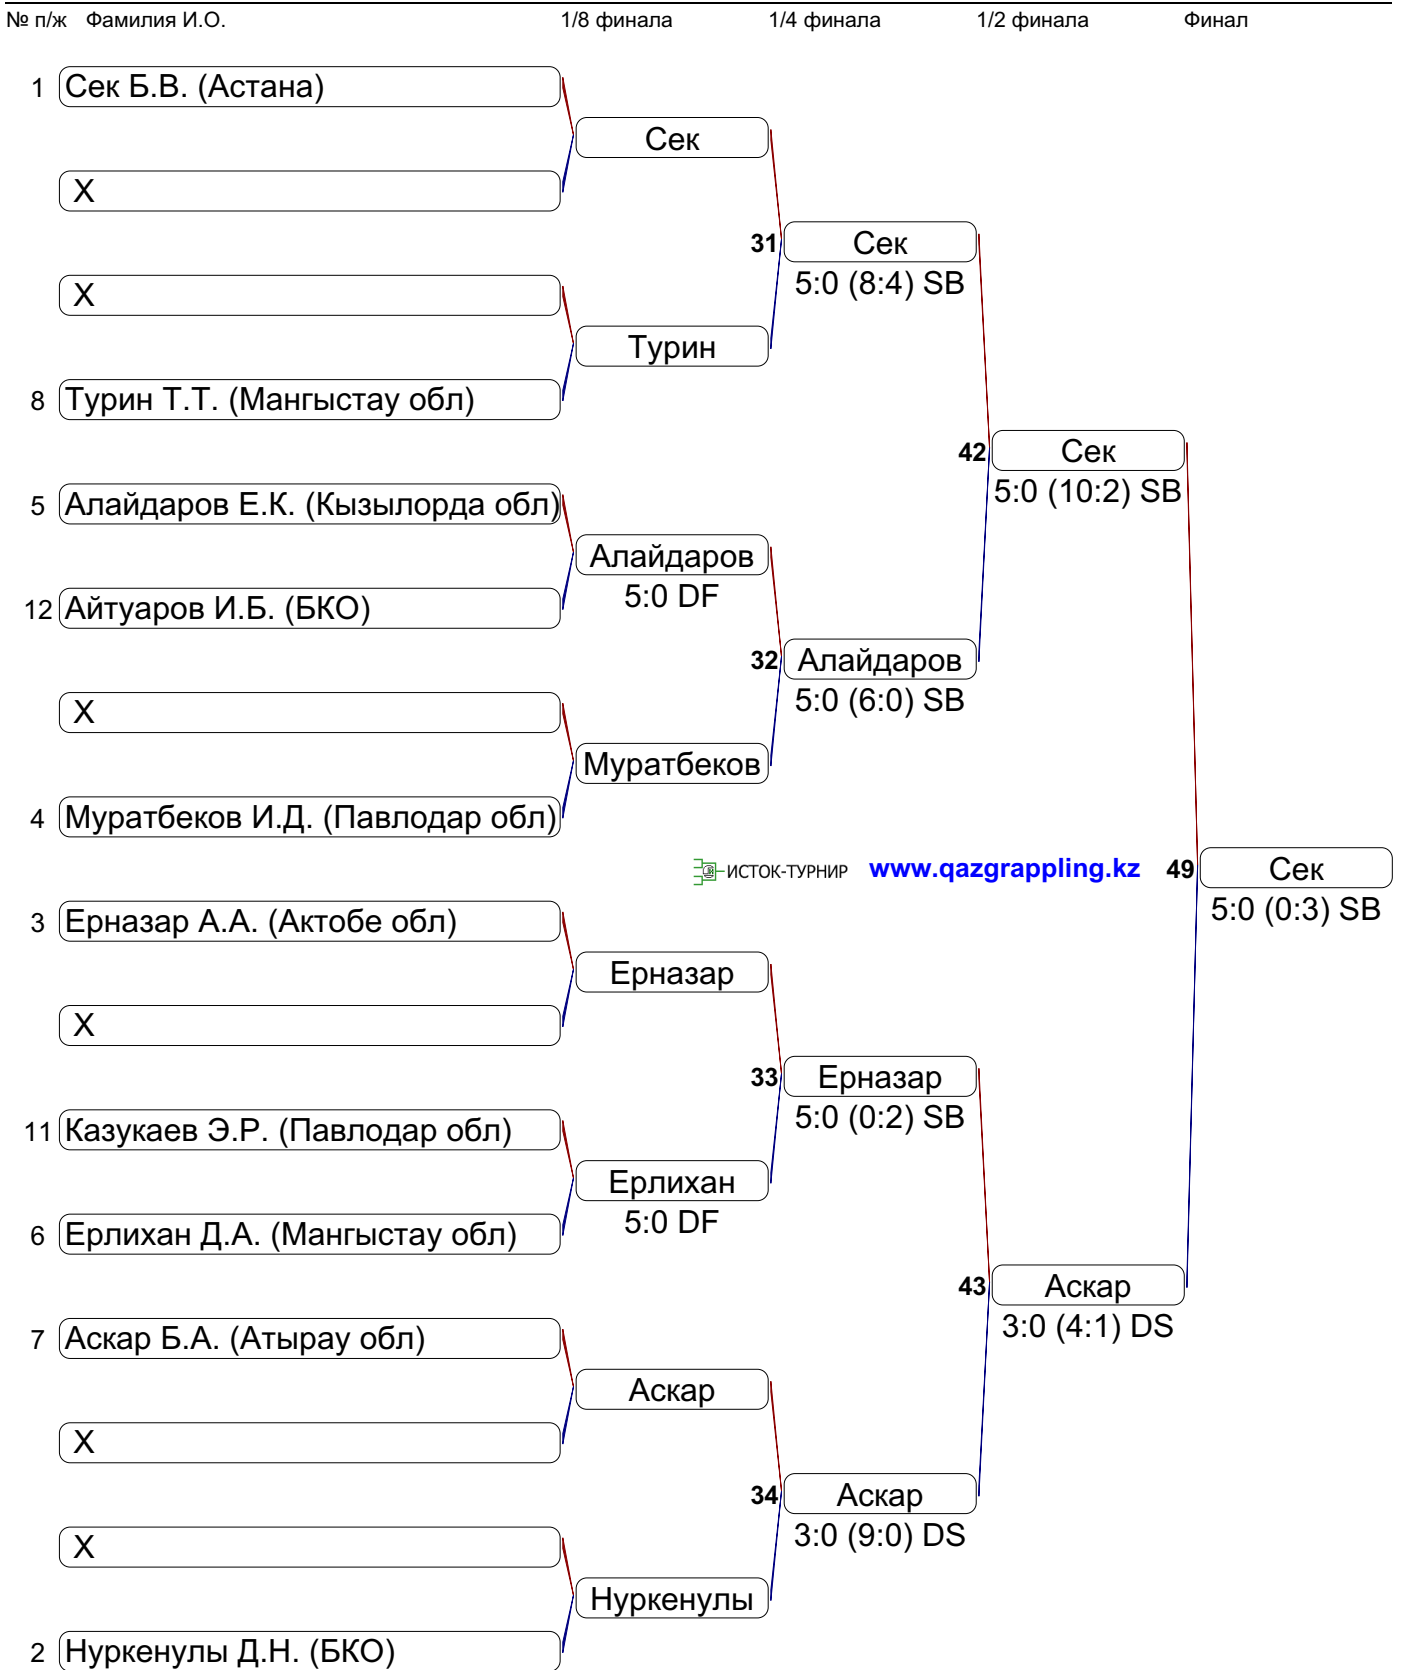 № п/ж Фамилия И.О. 1/8 финала 1/4 финала 1/2 финала Финал
1 Сек Б.В. (Астана)
Сек
X
31 Сек
5:0 (8:4) SB
X
Турин
8 Турин Т.Т. (Мангыстау обл)
42 Сек
5:0 (10:2) SB
5 Алайдаров Е.К. (Кызылорда обл)
Алайдаров
5:0 DF
12 Айтуаров И.Б. (БКО)
32 Алайдаров
5:0 (6:0) SB
X
Муратбеков
4 Муратбеков И.Д. (Павлодар обл)
ИСТОК-ТУРНИР www.qazgrappling.kz 49 Сек
5:0 (0:3) SB
3 Ерназар А.А. (Актобе обл)
Ерназар
X
33 Ерназар
5:0 (0:2) SB
11 Казукаев Э.Р. (Павлодар обл)
Ерлихан
5:0 DF
6 Ерлихан Д.А. (Мангыстау обл)
43 Аскар
3:0 (4:1) DS
7 Аскар Б.А. (Атырау обл)
Аскар
X
34 Аскар
3:0 (9:0) DS
X
Нуркенулы
2 Нуркенулы Д.Н. (БКО)